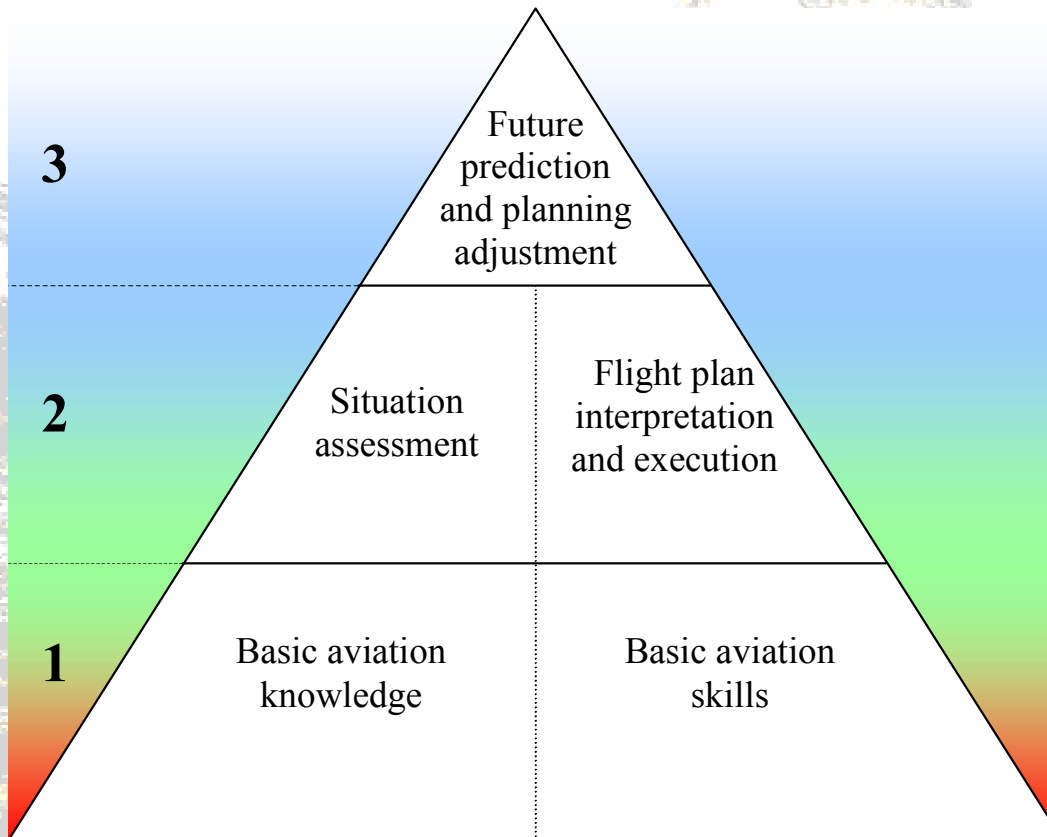 3
Future
prediction
and planning
adjustment
2
Situation
assessment
Flight plan
interpretation
and execution
1
Basic aviation
knowledge
Basic aviation
skills